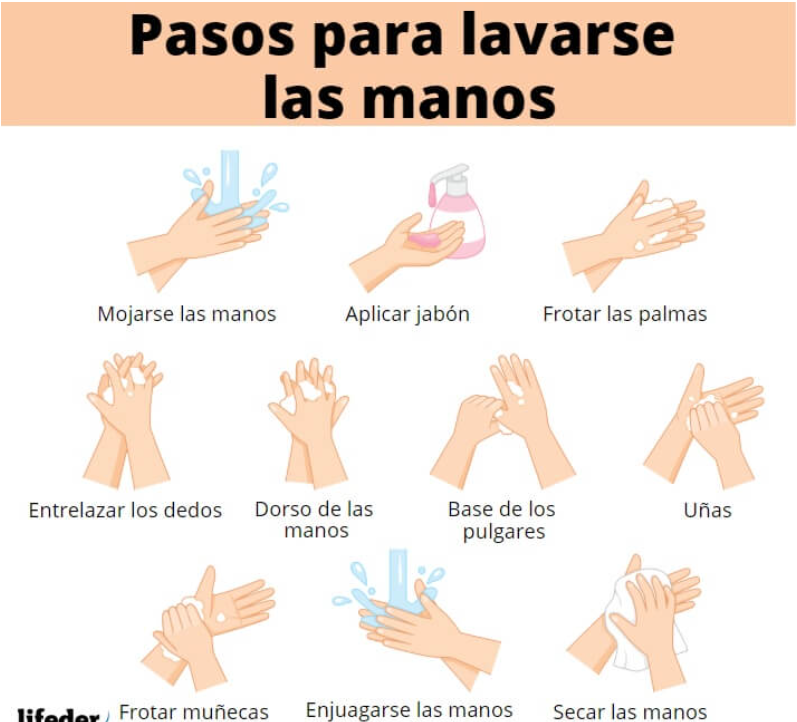 Pasos para lavarse
las manos
Mojarse las manos
Aplicar jabón
Frotar las palmas
Entrelazar los dedos
Dorso de las
manos
Base de los
pulgares
Uñas
Frotar muñecas
Enjuagarse las manos
Secar las manos
lifeder